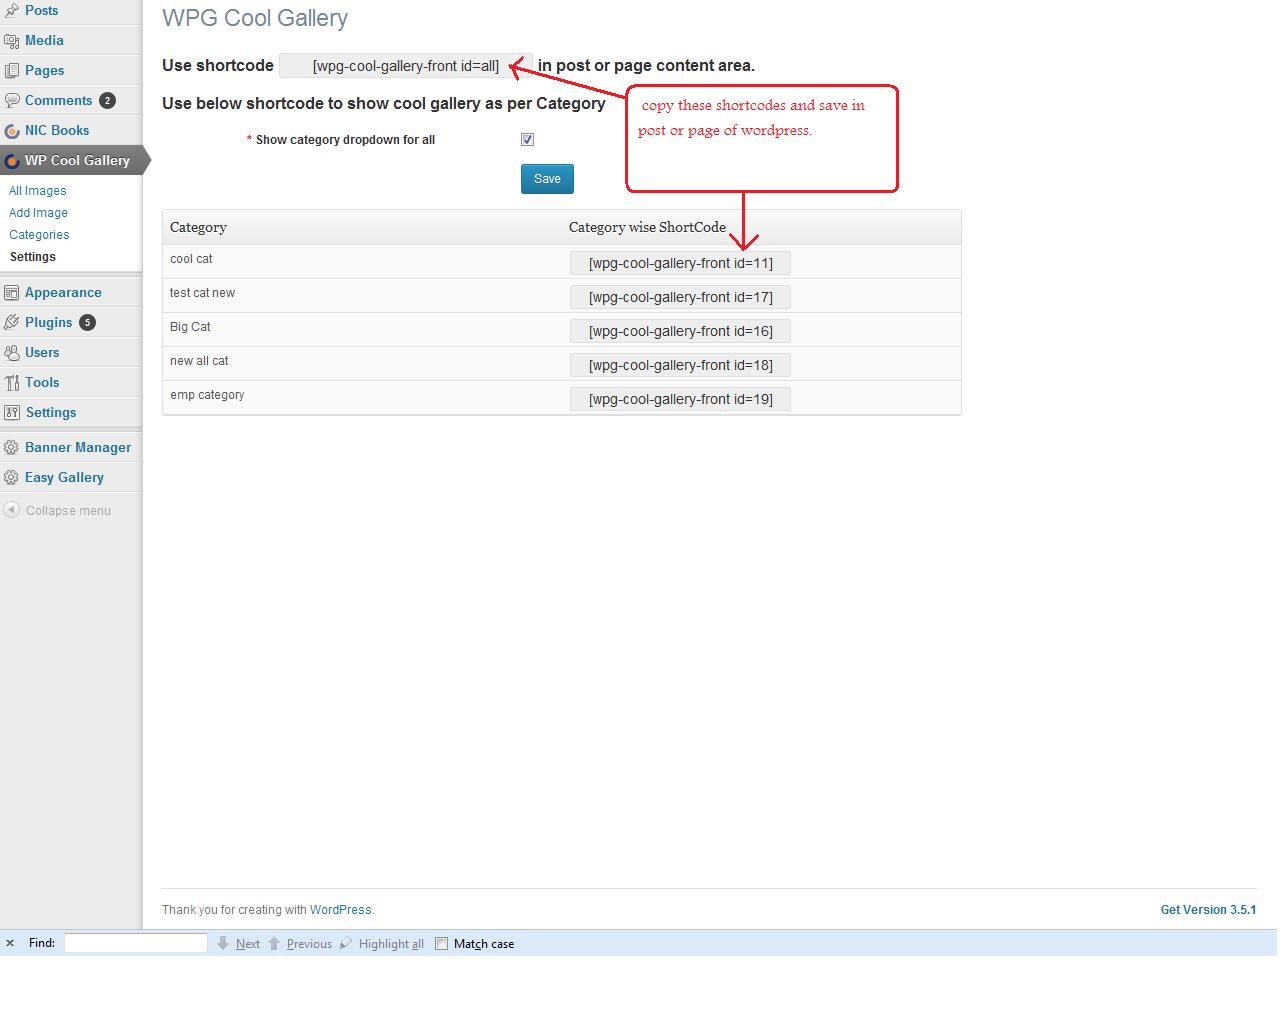 Posts
Media
Pages
Comments 2
NIC Books
WP Cool Gallery
All Images
Add Image
Categories
Settings
Appearance
Plugins 5
Users
Tools
Settings
Banner Manager
Easy Gallery
Collapse menu
WPG Cool Gallery
Use shortcode [wpg-cool-gallery-front id=all] in post or page content area.
copy these shortcodes and save in
post or page of wordpress.
Use below shortcode to show cool gallery as per Category
* Show category dropdown for all
Save
Category Category wise ShortCode
cool cat [wpg-cool-gallery-front id=11]
test cat new [wpg-cool-gallery-front id=17]
Big Cat [wpg-cool-gallery-front id=16]
new all cat [wpg-cool-gallery-front id=18]
emp category [wpg-cool-gallery-front id=19]
Thank you for creating with WordPress. Get Version 3.5.1
× Find: Next Previous Highlight all Match case